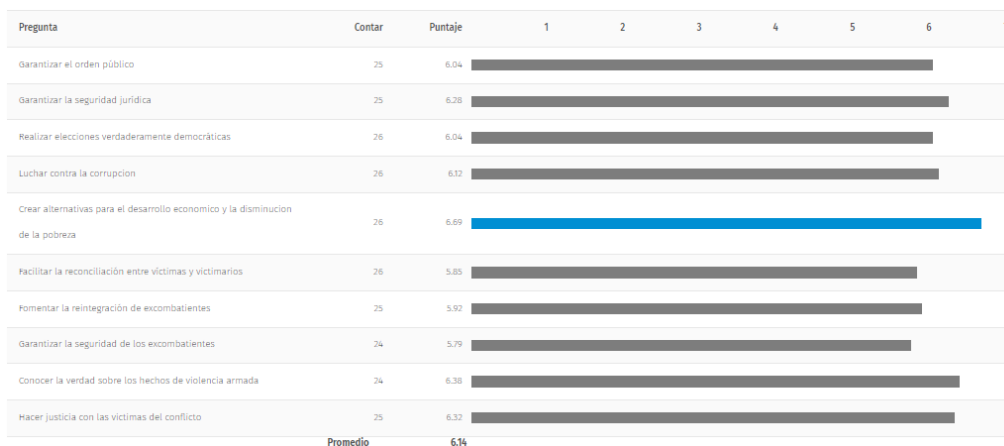 Pregunta Contar Puntaje 1 2 3 4 5 6
Garantizar el orden público 25 6.04
Garantizar la seguridad jurídica 25 6.28
Realizar elecciones verdaderamente democráticas 26 6.04
Luchar contra la corrupcion 26 6.12
Crear alternativas para el desarrollo economico y la disminucion
de la pobreza 26 6.69
Facilitar la reconciliación entre víctimas y victimarios 26 5.85
Fomentar la reintegración de excombatientes 25 5.92
Garantizar la seguridad de los excombatientes 24 5.79
Conocer la verdad sobre los hechos de violencia armada 24 6.38
Hacer justicia con las víctimas del conflicto 25 6.32
Promedio 6.14